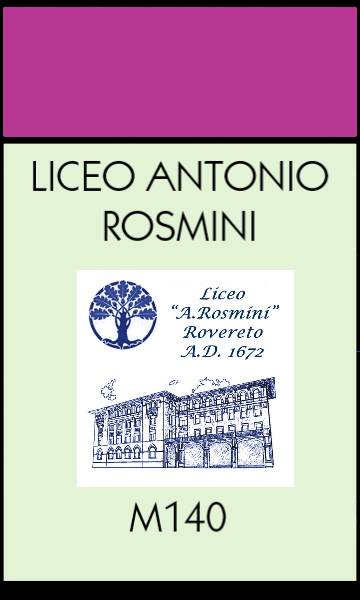 LICEO ANTONIO
ROSMINI
Liceo
“A.Rosmini”
Rovereto
A.D. 1672
M140